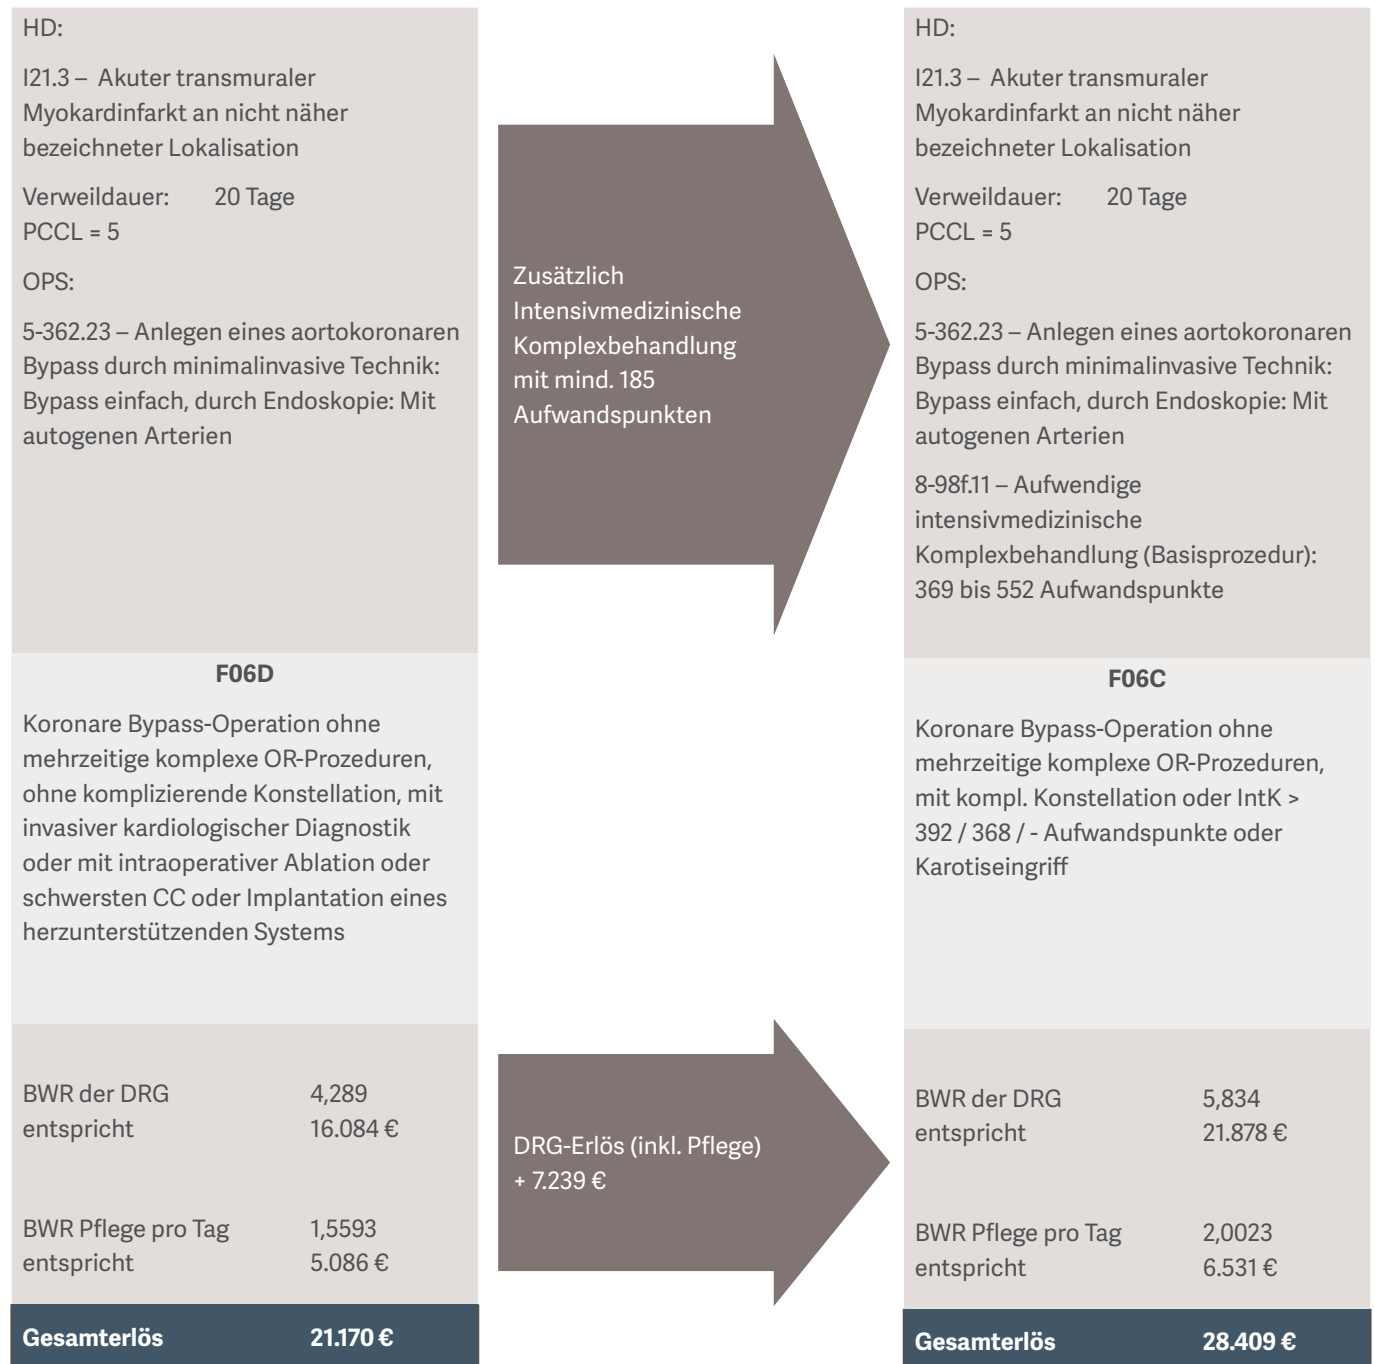 HD:
I21.3 – Akuter transmuraler
Myokardinfarkt an nicht näher
bezeichneter Lokalisation
Verweildauer: 20 Tage
PCCL = 5
OPS:
5-362.23 – Anlegen eines aortokoronaren
Bypass durch minimalinvasive Technik:
Bypass einfach, durch Endoskopie: Mit
autogenen Arterien
F06D
Koronare Bypass-Operation ohne
mehrzeitige komplexe OR-Prozeduren,
ohne komplizierende Konstellation, mit
invasiver kardiologischer Diagnostik
oder mit intraoperativer Ablation oder
schwersten CC oder Implantation eines
herzunterstützenden Systems
BWR der DRG 4,289
entspricht 16.084 €
BWR Pflege pro Tag 1,5593
entspricht 5.086 €
Gesamterlös 21.170 €
Zusätzlich
Intensivmedizinische
Komplexbehandlung
mit mind. 185
Aufwandspunkten
DRG-Erlös (inkl. Pflege)
+ 7.239 €
HD:
I21.3 – Akuter transmuraler
Myokardinfarkt an nicht näher
bezeichneter Lokalisation
Verweildauer: 20 Tage
PCCL = 5
OPS:
5-362.23 – Anlegen eines aortokoronaren
Bypass durch minimalinvasive Technik:
Bypass einfach, durch Endoskopie: Mit
autogenen Arterien
8-98f.11 – Aufwendige
intensivmedizinische
Komplexbehandlung (Basisprozedur):
369 bis 552 Aufwandspunkte
F06C
Koronare Bypass-Operation ohne
mehrzeitige komplexe OR-Prozeduren,
mit kompl. Konstellation oder IntK >
392 / 368 / - Aufwandspunkte oder
Karotiseingriff
BWR der DRG 5,834
entspricht 21.878 €
BWR Pflege pro Tag 2,0023
entspricht 6.531 €
Gesamterlös 28.409 €